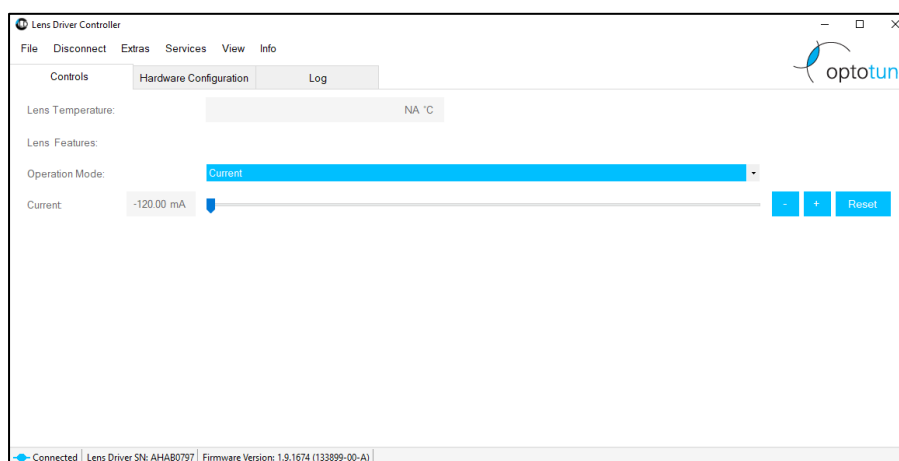 Lens Driver Controller
File Disconnect Extras Services View Info
optotun
Controls Hardware Configuration Log
Lens Temperature: NA °C
Lens Features:
Operation Mode: Current
Current: -120.00 mA - + Reset
Connected Lens Driver SN: AHAB0797 Firmware Version: 1.9.1674 (133899-00-A)